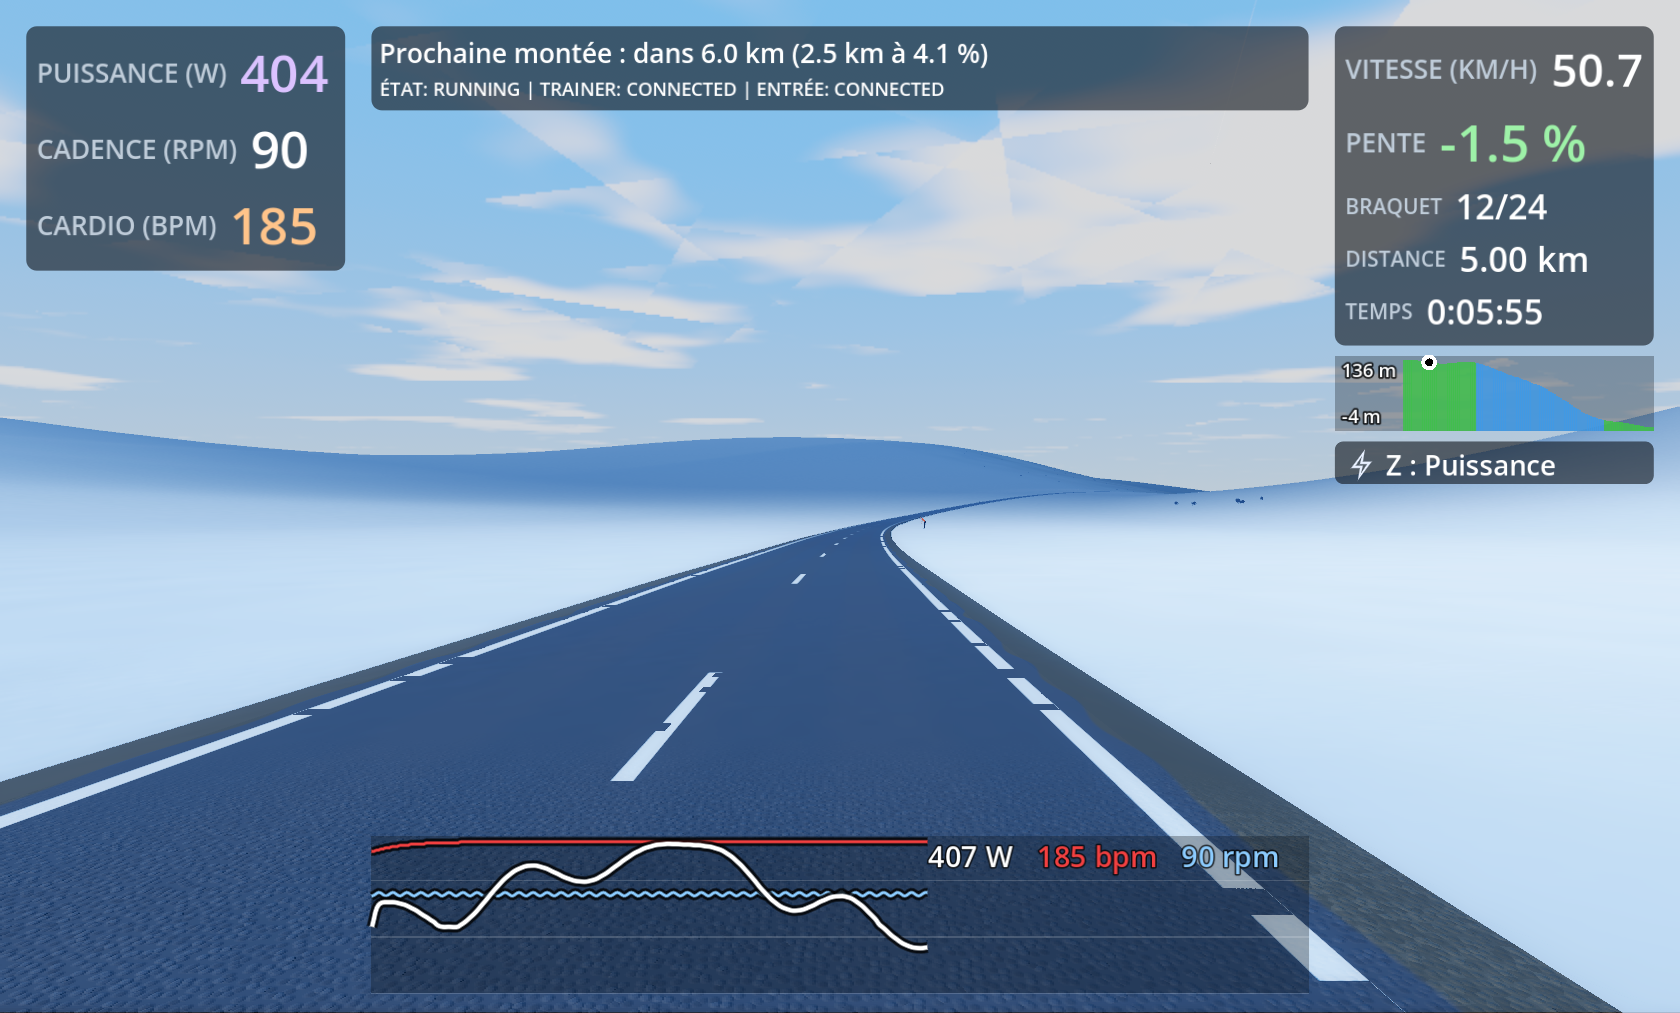 PUISSANCE (W) 404
CADENCE (RPM) 90
CARDIO (BPM) 185
Prochaine montée : dans 6.0 km (2.5 km à 4.1 %)
ÉTAT: RUNNING | TRAINER: CONNECTED | ENTRÉE: CONNECTED
VITESSE (KM/H) 50.7
PENTE -1.5 %
BRAQUET 12/24
DISTANCE 5.00 km
TEMPS 0:05:55
136 m
-4 m
Z : Puissance
407 W 185 bpm 90 rpm